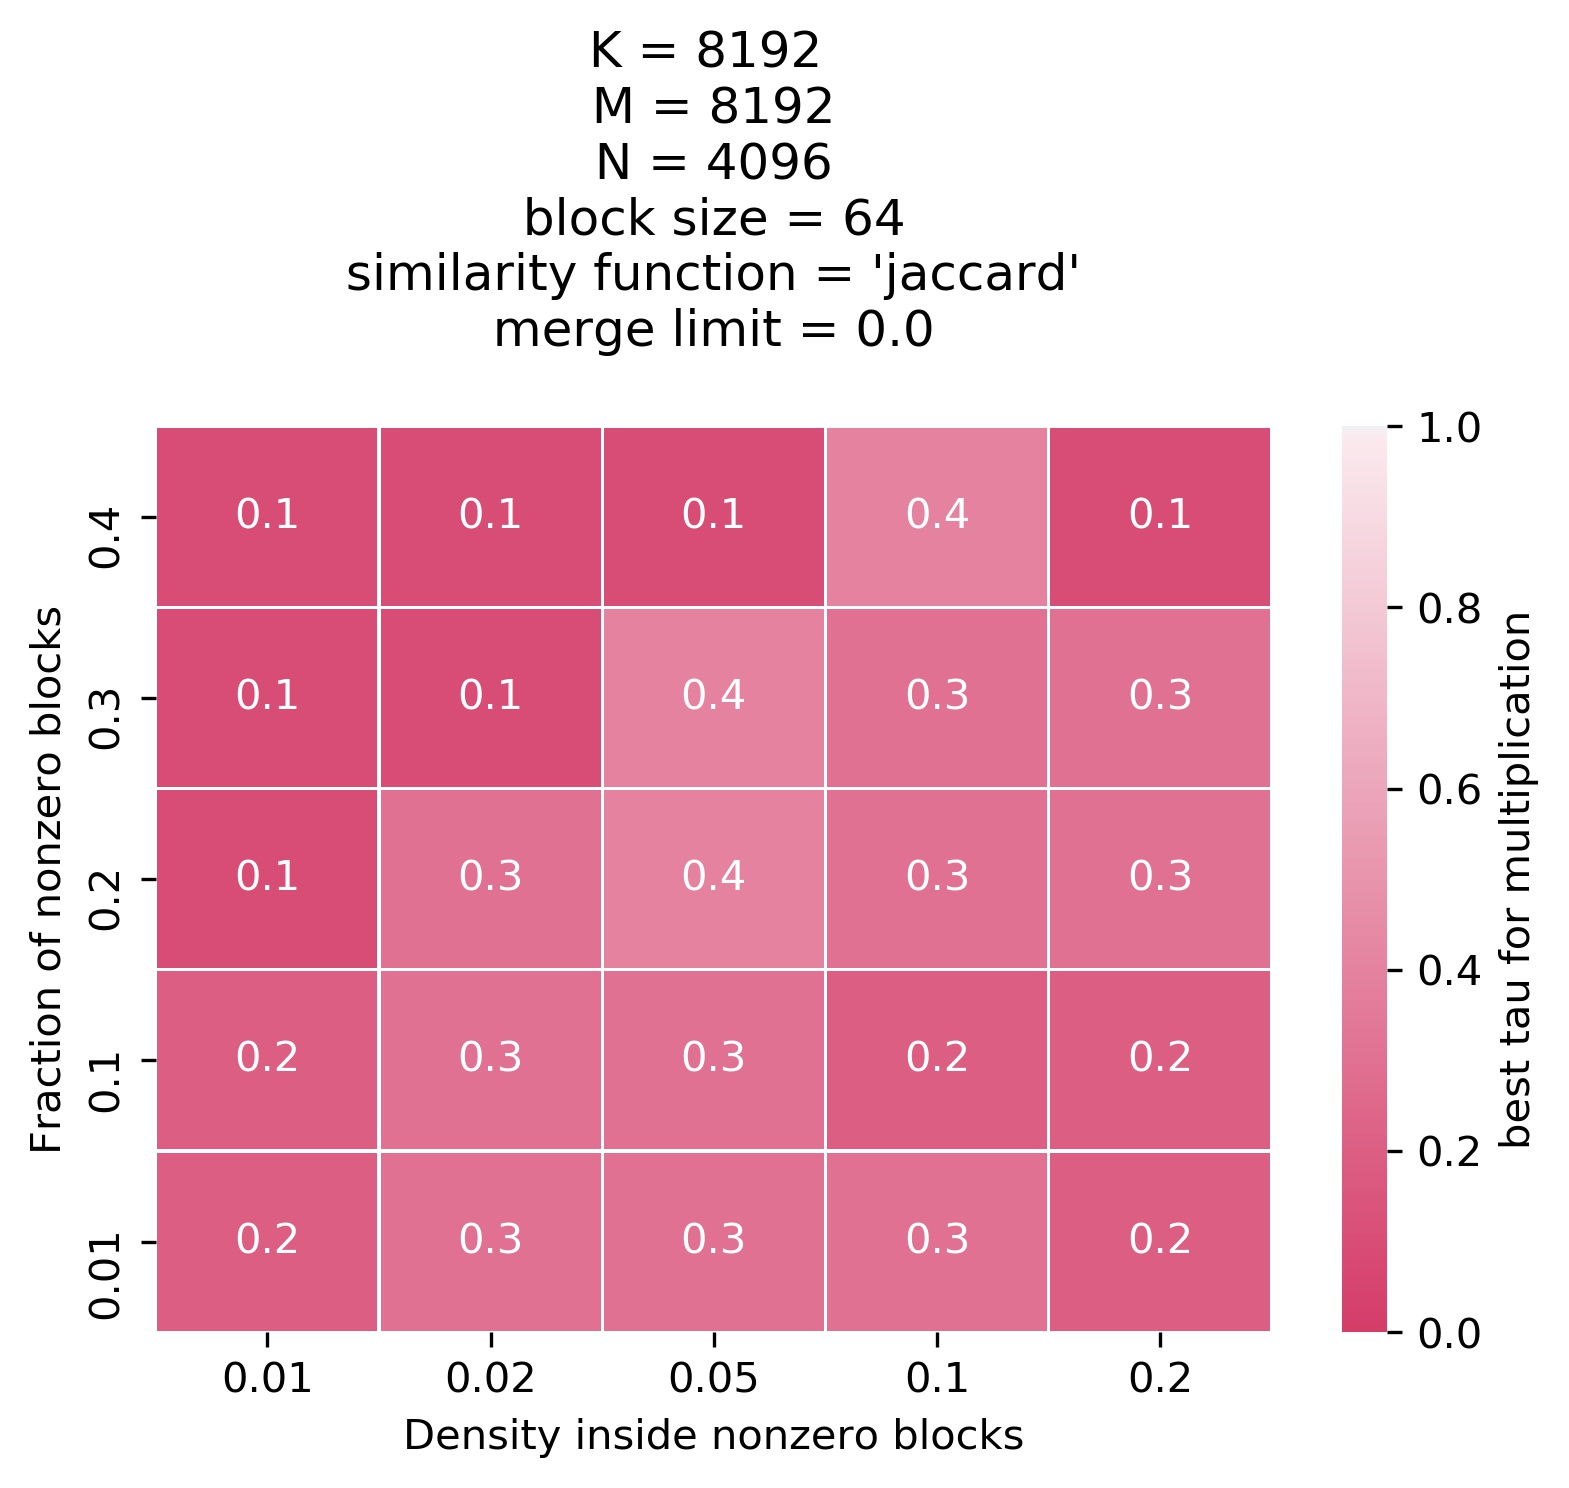 K = 8192
M = 8192
N = 4096
block size = 64
similarity function = 'jaccard'
merge limit = 0.0
Fraction of nonzero blocks
0.4
0.1 0.1 0.1 0.4 0.1
0.3
0.1 0.1 0.4 0.3 0.3
0.2
0.1 0.3 0.4 0.3 0.3
0.1
0.2 0.3 0.3 0.2 0.2
0.01
0.2 0.3 0.3 0.3 0.2
0.01 0.02 0.05 0.1 0.2
Density inside nonzero blocks
1.0
0.8
0.6
0.4
0.2
0.0
best tau for multiplication